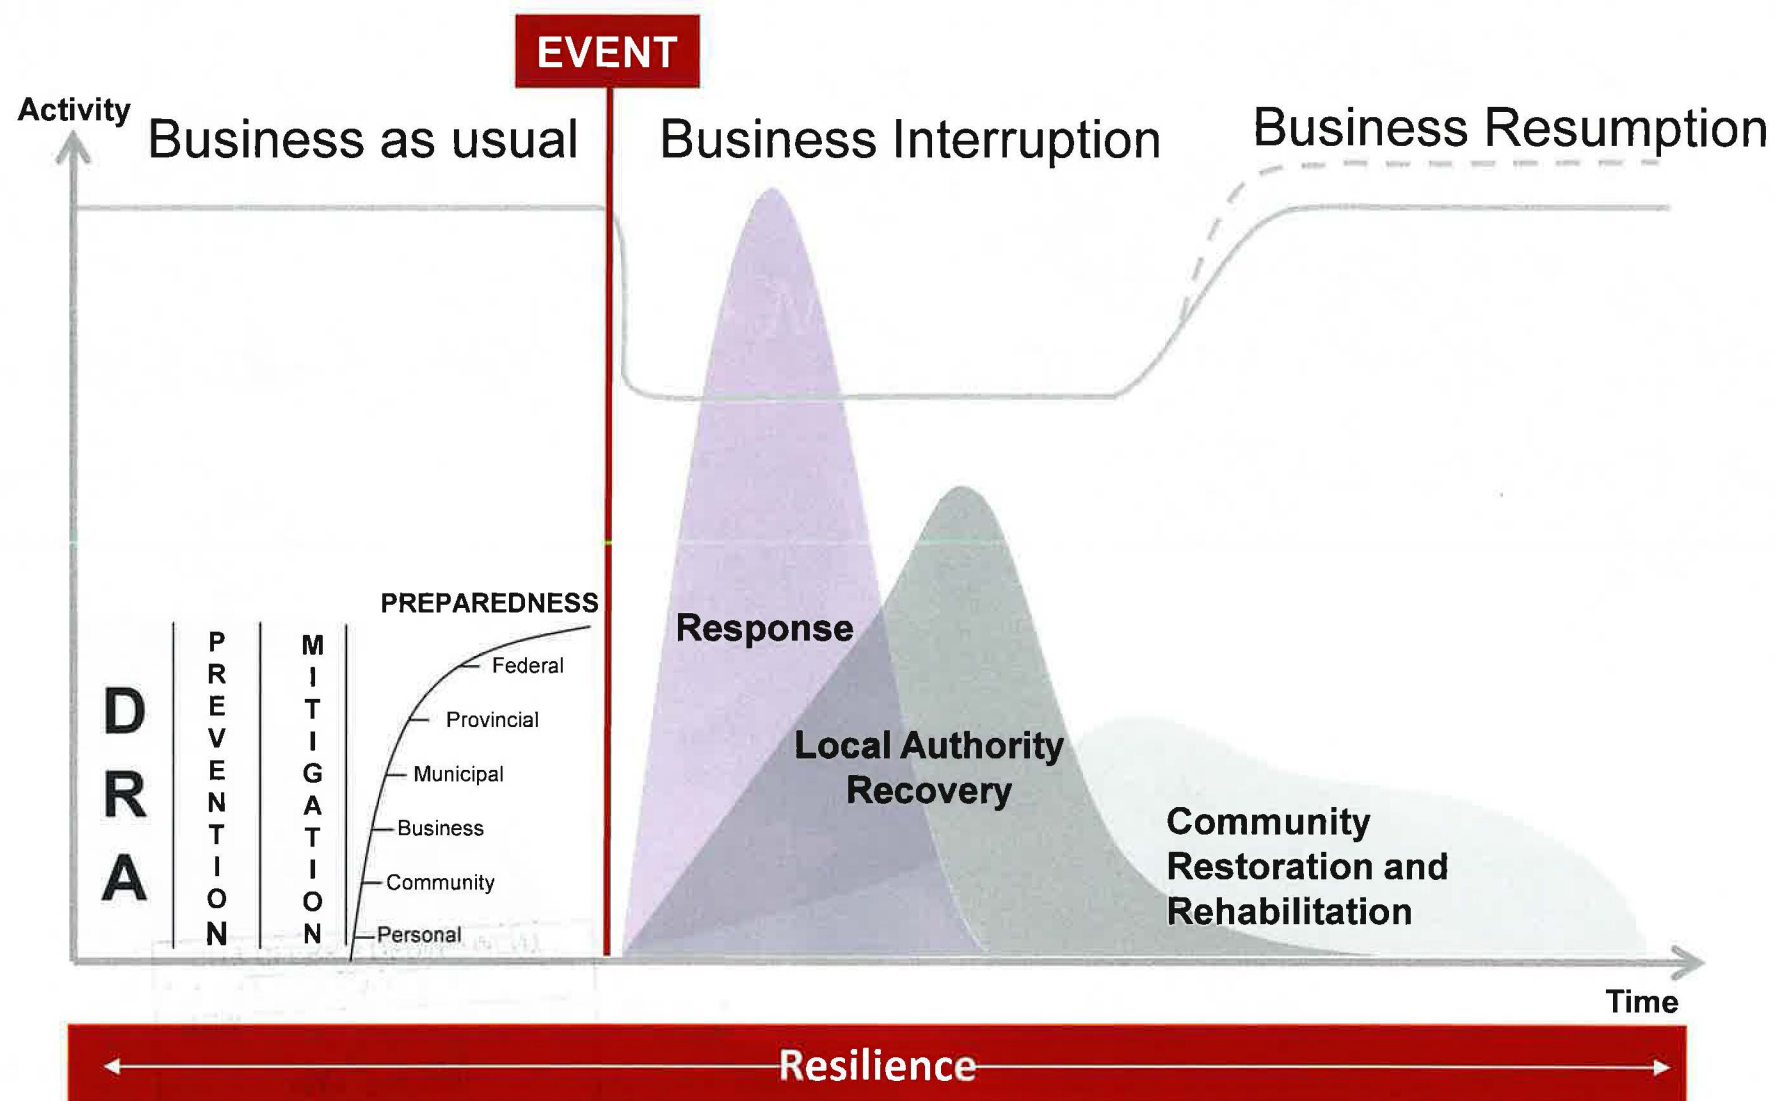 EVENT
Activity
Business as usual
Business Interruption
Business Resumption
PREPAREDNESS
DRA
PREVENTION
MITIGATION
Federal
Provincial
Municipal
Business
Community
Personal
Response
Local Authority
Recovery
Community
Restoration and
Rehabilitation
Time
Resilience